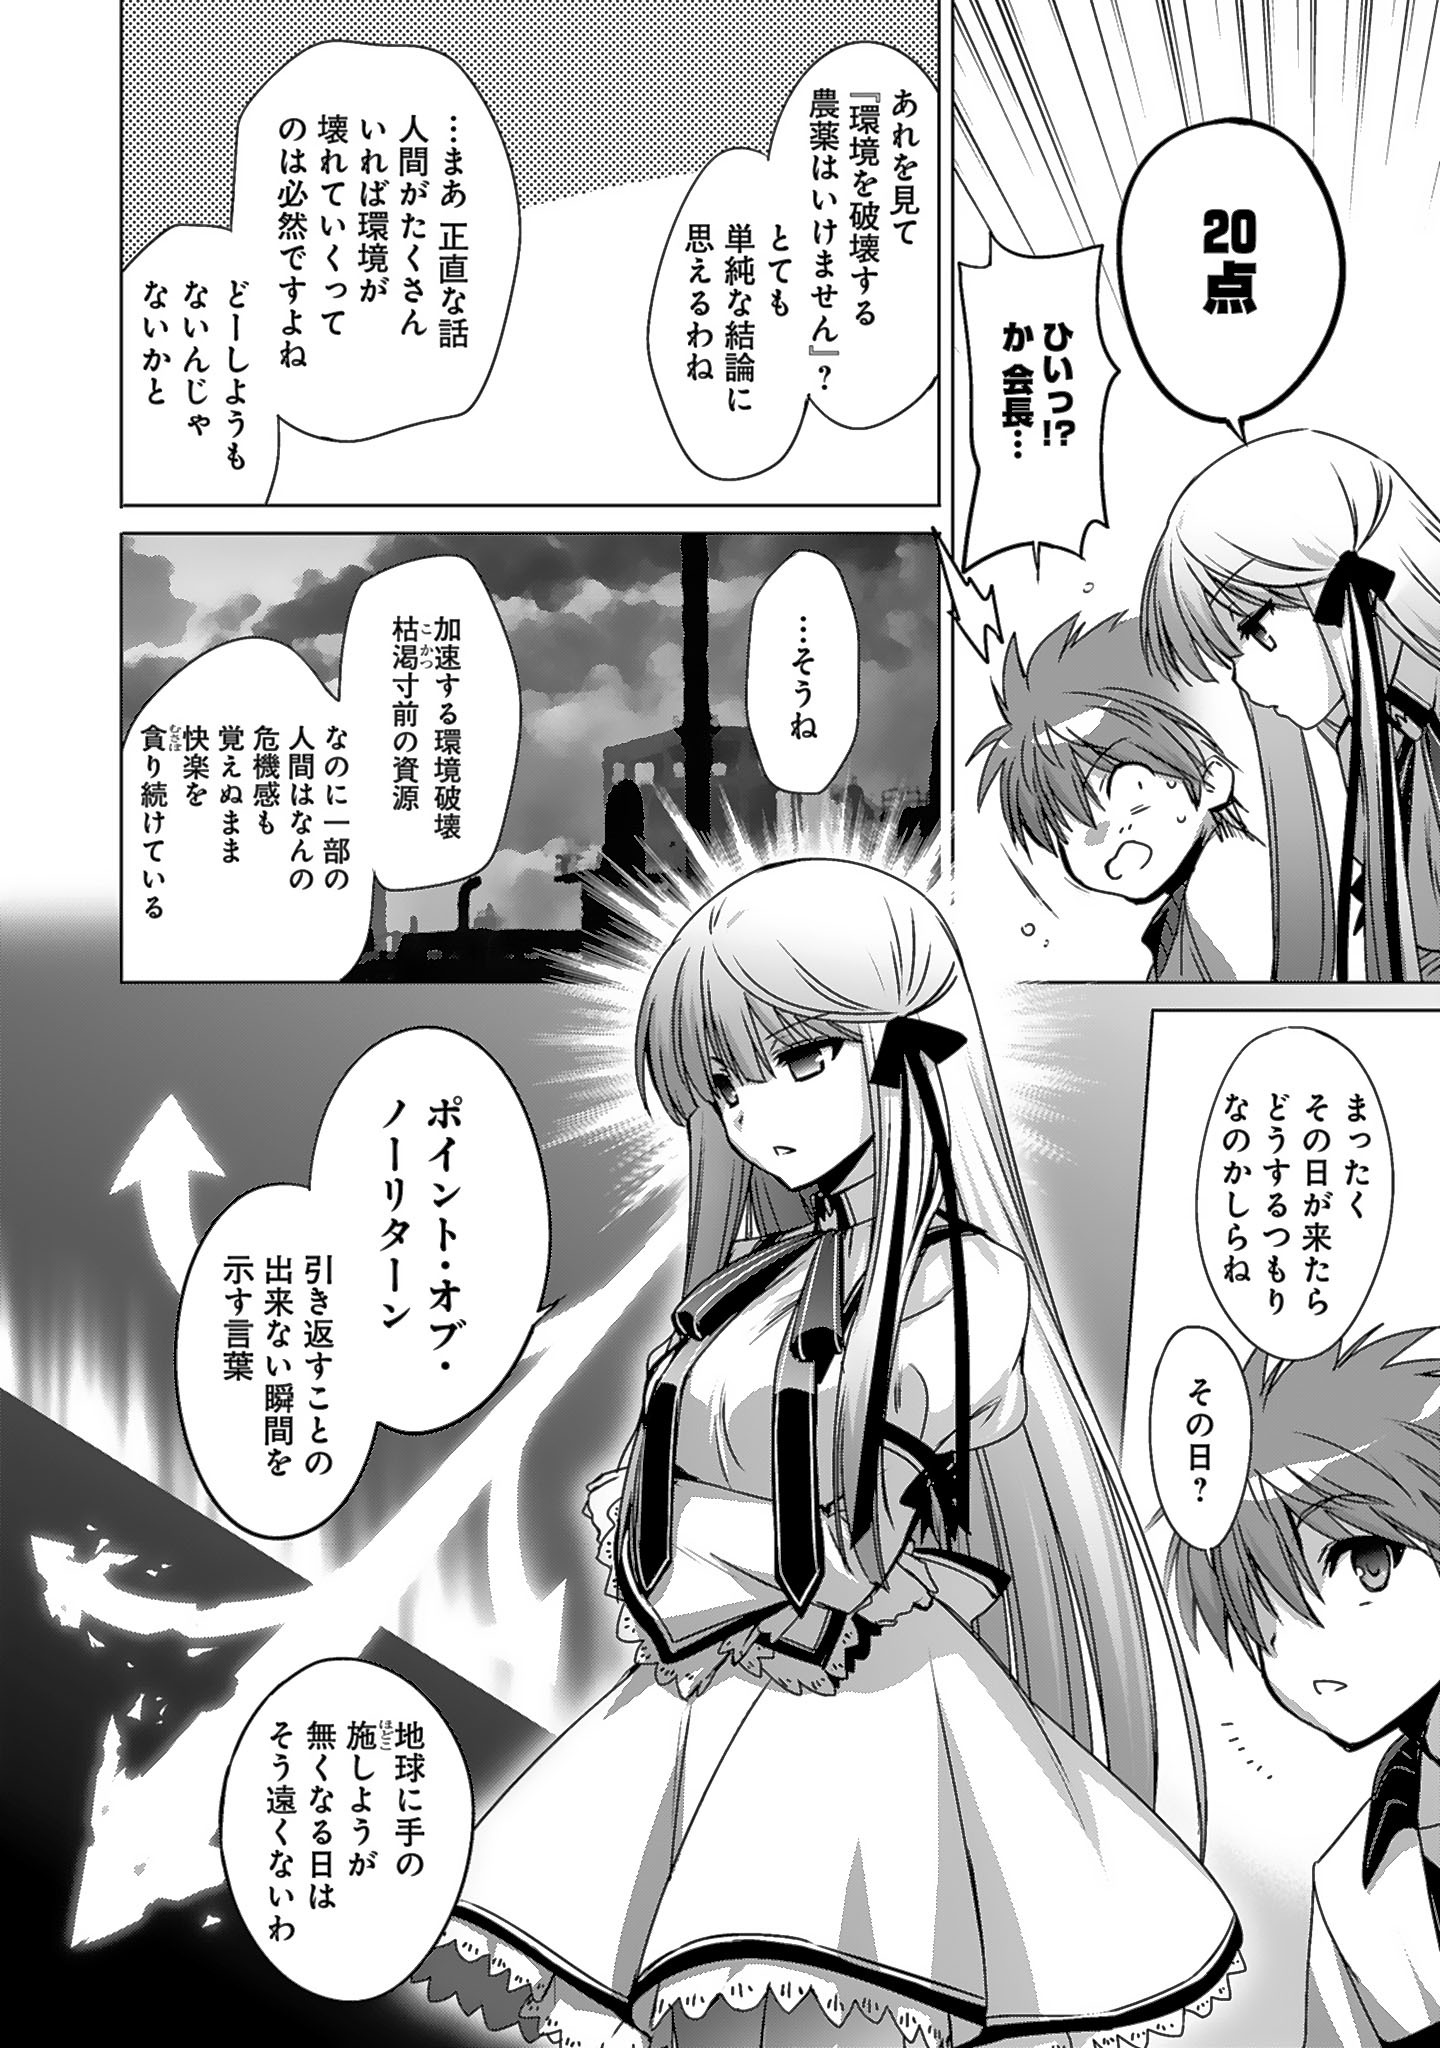 20点
ひいっ!?
か 会長…
あれを見て
『環境を破壊する
農薬はいけません』?
とても
単純な結論に
思えるわね
…まあ 正直な話
人間がたくさん
いれば環境が
壊れていくって
のは必然ですよね
どーしようも
ないんじゃ
ないかと
…そうね
加速する環境破壊
枯渇寸前の資源
こかつ
なのに一部の
人間はなんの
危機感も
覚えぬまま
快楽を
貪り続けている
むさぼ
まったく
その日が来たら
どうするつもり
なのかしらね
その日?
ポイント・オブ・
ノーリターン
引き返すことの
出来ない瞬間を
示す言葉
地球に手の
施しようが
ほどこ
無くなる日は
そう遠くないわ